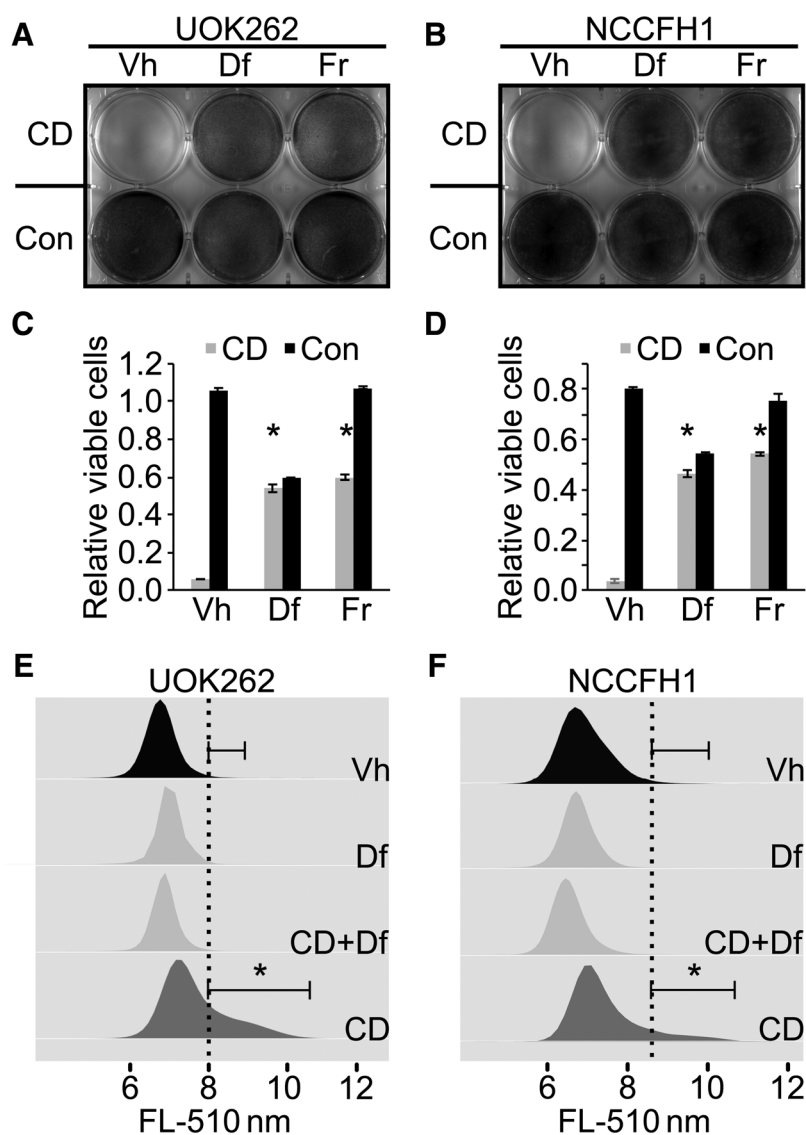 A
UOK262
Vh Df Fr
CD
Con
B
NCCFH1
Vh Df Fr
CD
Con
C
CD Con
Relative viable cells
1.2
1.0
0.8
0.6
0.4
0.2
0.0
* *
Vh Df Fr
D
CD Con
Relative viable cells
0.8
0.6
0.4
0.2
0.0
* *
Vh Df Fr
E
UOK262
Vh
Df
CD+Df
*
CD
6 8 10 12
FL-510 nm
F
NCCFH1
Vh
Df
CD+Df
*
CD
6 8 10 12
FL-510 nm